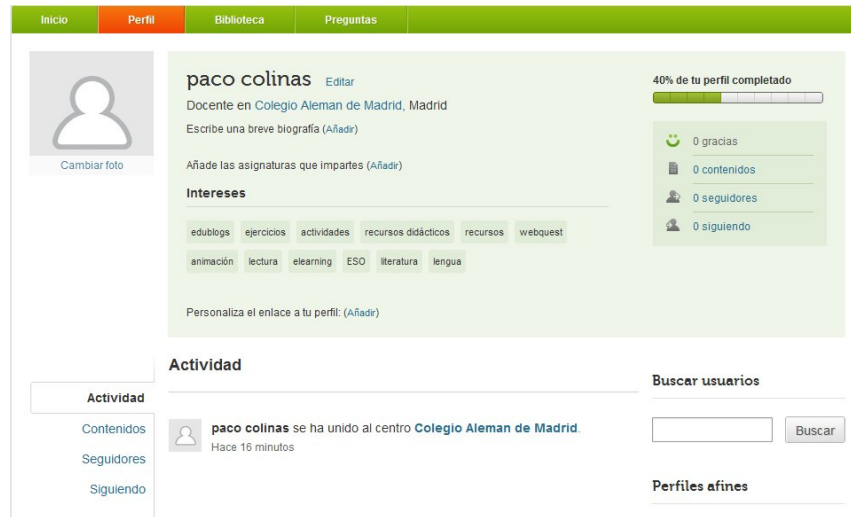 Inicio Perfil Biblioteca Preguntas
paco colinas Editar
Docente en Colegio Aleman de Madrid, Madrid
Escribe una breve biografía (Añadir)
Cambiar foto
Añade las asignaturas que impartes (Añadir)
Intereses
edublogs ejercicios actividades recursos didácticos recursos webquest
animación lectura elearning ESO literatura lengua
Personaliza el enlace a tu perfil: (Añadir)
40% de tu perfil completado
0 gracias
0 contenidos
0 seguidores
0 siguiendo
Actividad
Contenidos
Seguidores
Siguiendo
Actividad
paco colinas se ha unido al centro Colegio Aleman de Madrid.
Hace 16 minutos
Buscar usuarios
Buscar
Perfiles afines